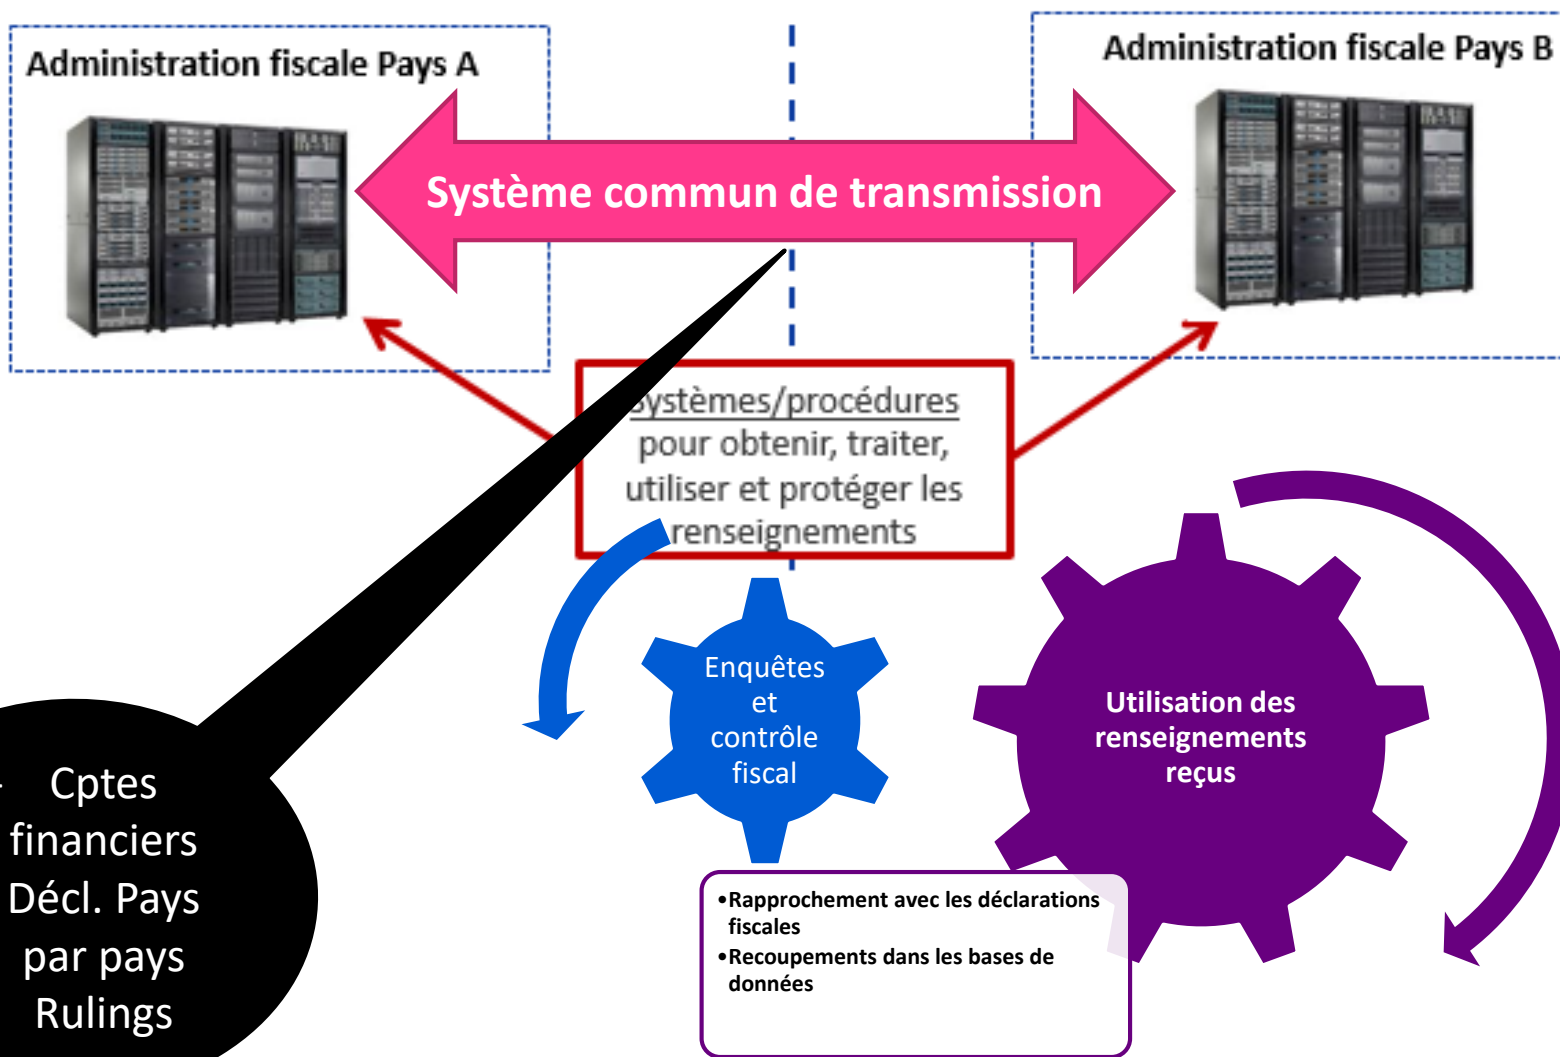 Administration fiscale Pays A
Administration fiscale Pays B
Système commun de transmission
Systèmes/procédures
pour obtenir, traiter,
utiliser et protéger les
renseignements
Enquêtes
et
contrôle
fiscal
Utilisation des
renseignements
reçus
•Rapprochement avec les déclarations
fiscales
•Recoupements dans les bases de
données
- Cptes
financiers
Décl. Pays
par pays
Rulings